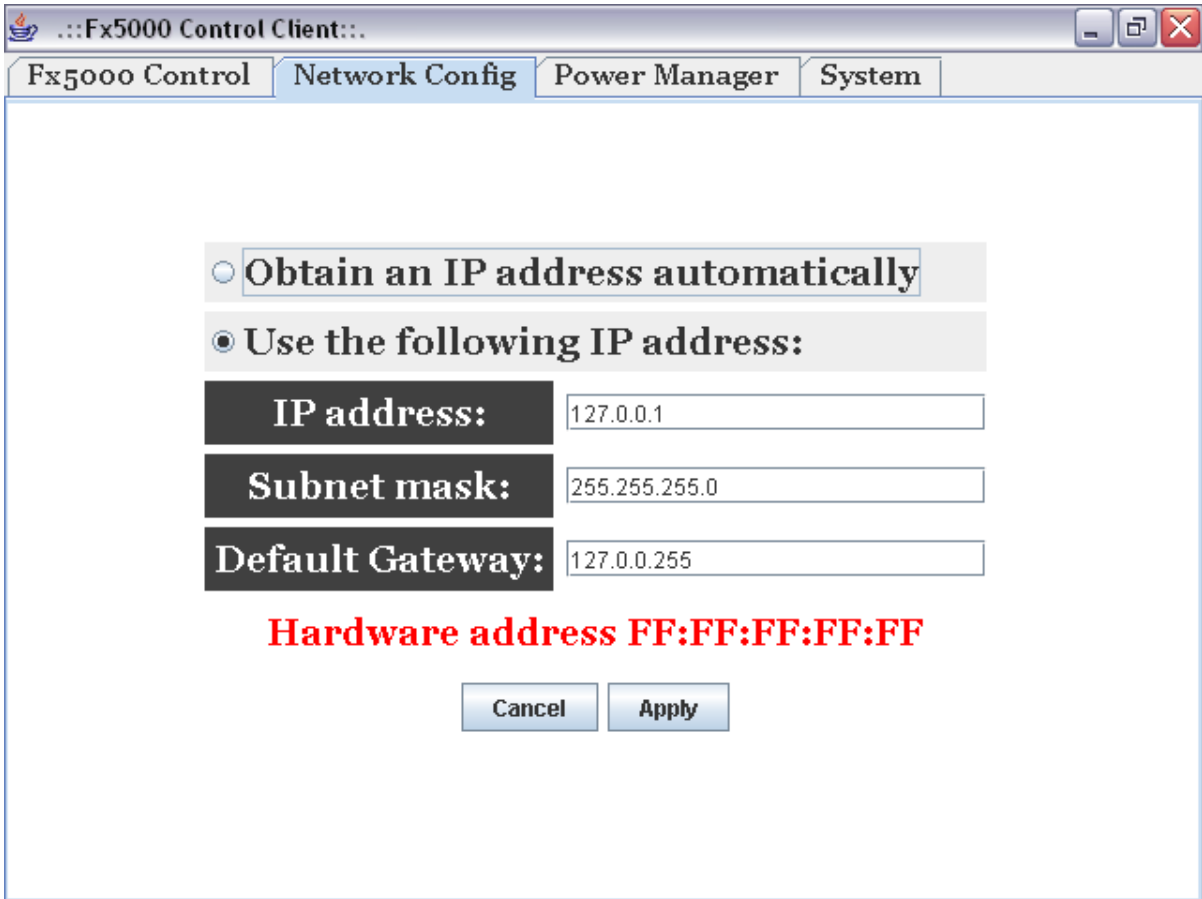 .::Fx5000 Control Client::.
Fx5000 Control Network Config Power Manager System
Obtain an IP address automatically
Use the following IP address:
IP address: 127.0.0.1
Subnet mask: 255.255.255.0
Default Gateway: 127.0.0.255
Hardware address FF:FF:FF:FF:FF
Cancel Apply